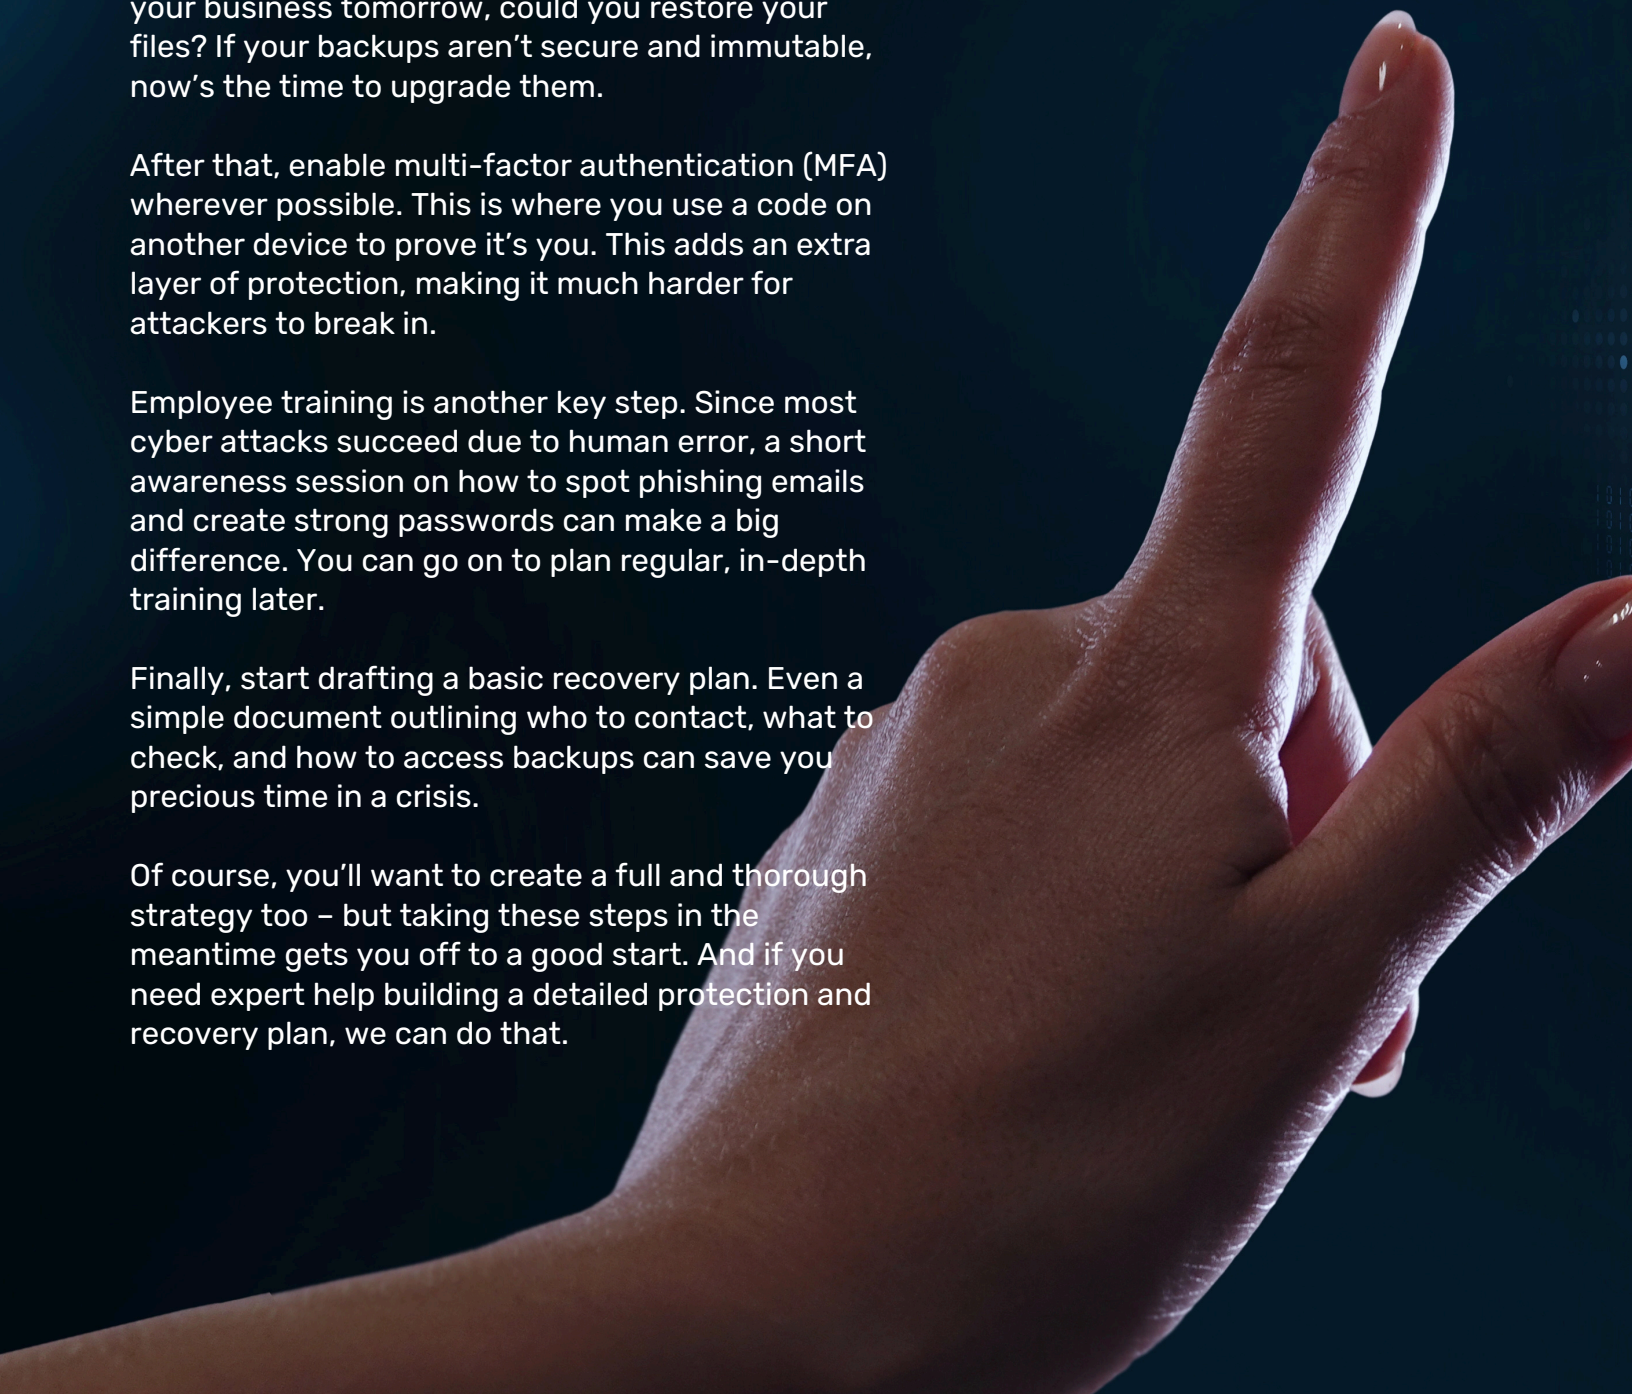 your business tomorrow, could you restore your
files? If your backups aren’t secure and immutable,
now’s the time to upgrade them.
After that, enable multi-factor authentication (MFA)
wherever possible. This is where you use a code on
another device to prove it’s you. This adds an extra
layer of protection, making it much harder for
attackers to break in.
Employee training is another key step. Since most
cyber attacks succeed due to human error, a short
awareness session on how to spot phishing emails
and create strong passwords can make a big
difference. You can go on to plan regular, in-depth
training later.
Finally, start drafting a basic recovery plan. Even a
simple document outlining who to contact, what to
check, and how to access backups can save you
precious time in a crisis.
Of course, you’ll want to create a full and thorough
strategy too – but taking these steps in the
meantime gets you off to a good start. And if you
need expert help building a detailed protection and
recovery plan, we can do that.